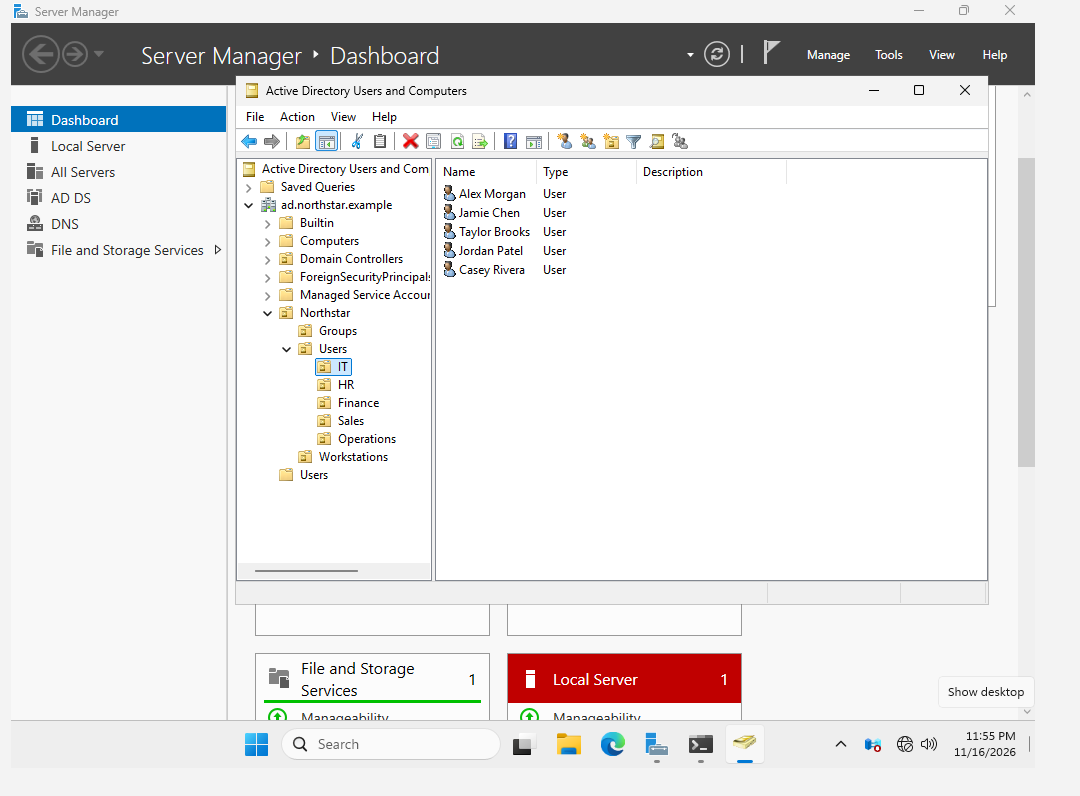 Server Manager
Server Manager ‣ Dashboard
Manage Tools View Help
Dashboard
Local Server
All Servers
AD DS
DNS
File and Storage Services
Active Directory Users and Computers
File Action View Help
Active Directory Users and Com
Saved Queries
ad.northstar.example
Builtin
Computers
Domain Controllers
ForeignSecurityPrincipals
Managed Service Accour
Northstar
Groups
Users
IT
HR
Finance
Sales
Operations
Workstations
Users
Name Type Description
Alex Morgan User
Jamie Chen User
Taylor Brooks User
Jordan Patel User
Casey Rivera User
File and Storage
Services 1
Manageability
Local Server 1
Manageability
Show desktop
Search
11:55 PM
11/16/2026